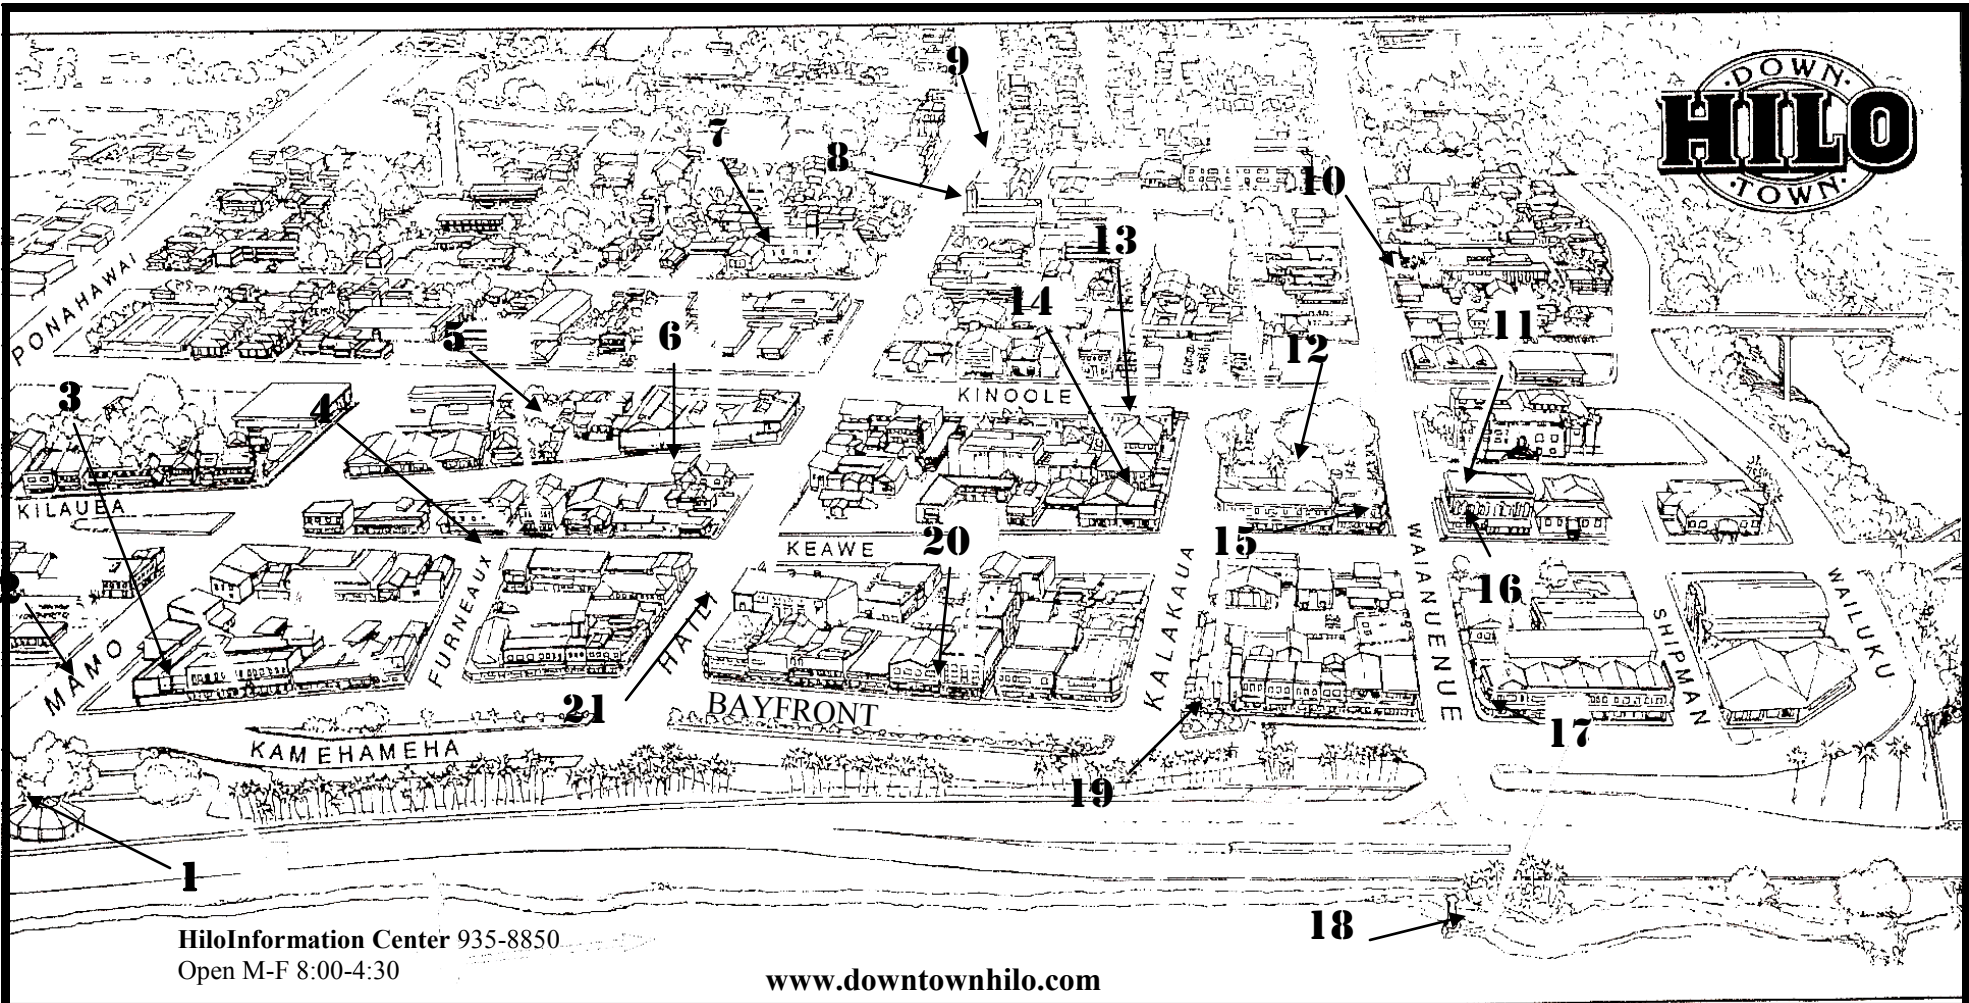 ·DOWN·
HILO
·TOWN·
9
7
8
10
13
PONAHAWAI
14
5
6
11
12
3
4
KINOOLE
KILAUEA
KEAWE
20
15
2
16
MAMO
FURNEAUX
HAILI
KALAKAUA
WAIANUENUE
SHIPMAN
WAILUKU
21
BAYFRONT
17
KAMEHAMEHA
19
1
18
HiloInformation Center 935-8850
Open M-F 8:00-4:30
www.downtownhilo.com